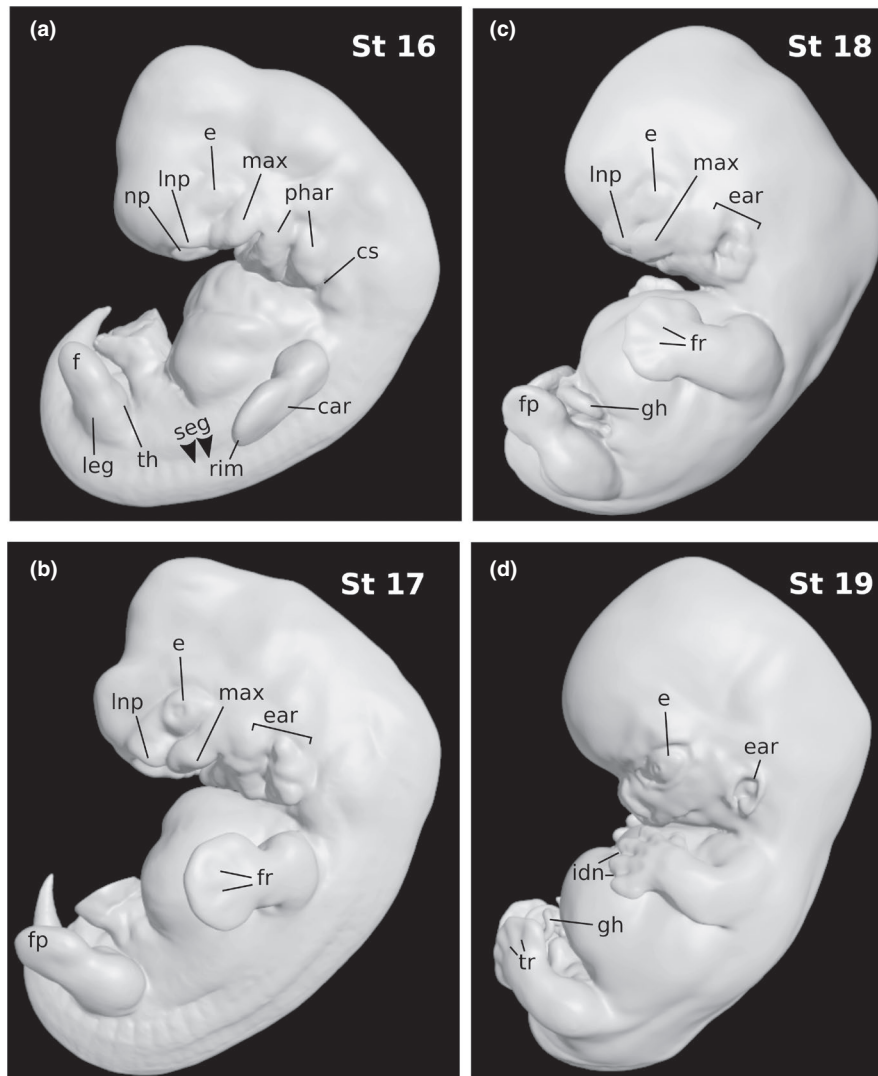 (a)
St 16
e
max
lnp
phar
np
cs
f
car
seg
leg
th
rim
(c)
St 18
e
max
lnp
ear
fr
fp
gh
(b)
St 17
e
max
lnp
ear
fr
fp
(d)
St 19
e
ear
idn
gh
tr